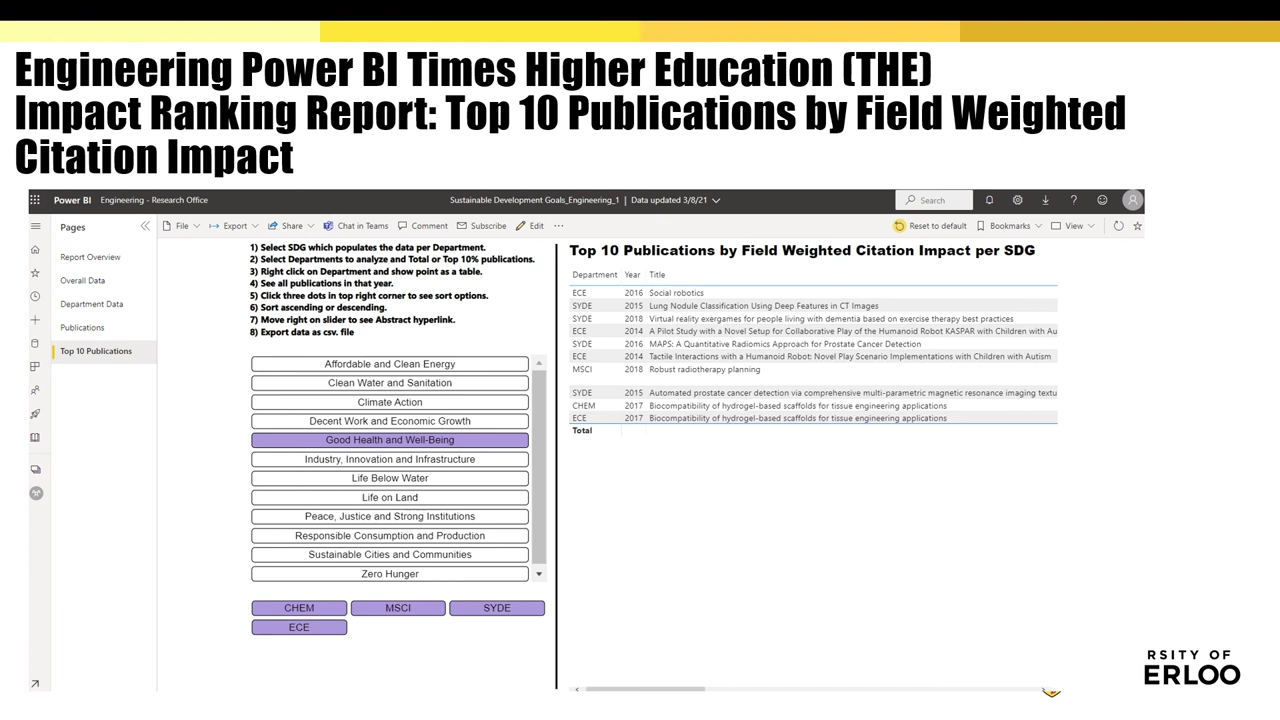 Engineering Power BI Times Higher Education (THE)
Impact Ranking Report: Top 10 Publications by Field Weighted
Citation Impact
Power BI Engineering - Research Office
Sustainable Development Goals_Engineering_1 | Data updated 3/8/21
Search
Pages
File Export Share Chat in Teams Comment Subscribe Edit ...
Reset to default Bookmarks View
Report Overview
Overall Data
Department Data
Publications
Top 10 Publications
1) Select SDG which populates the data per Department.
2) Select Departments to analyze and Total or Top 10% publications.
3) Right click on Department and show point as a table.
4) See all publications in that year.
5) Click three dots in top right corner to see sort options.
6) Sort ascending or descending.
7) Move right on slider to see Abstract hyperlink.
8) Export data as csv. file
Affordable and Clean Energy
Clean Water and Sanitation
Climate Action
Decent Work and Economic Growth
Good Health and Well-Being
Industry, Innovation and Infrastructure
Life Below Water
Life on Land
Peace, Justice and Strong Institutions
Responsible Consumption and Production
Sustainable Cities and Communities
Zero Hunger
CHEM MSCI SYDE
ECE
Top 10 Publications by Field Weighted Citation Impact per SDG
Department Year Title
ECE 2016 Social robotics
SYDE 2015 Lung Nodule Classification Using Deep Features in CT Images
SYDE 2018 Virtual reality exergames for people living with dementia based on exercise therapy best practices
ECE 2014 A Pilot Study with a Novel Setup for Collaborative Play of the Humanoid Robot KASPAR with Children with Au
SYDE 2016 MAPS: A Quantitative Radiomics Approach for Prostate Cancer Detection
ECE 2014 Tactile Interactions with a Humanoid Robot: Novel Play Scenario Implementations with Children with Autism
MSCI 2018 Robust radiotherapy planning
SYDE 2015 Automated prostate cancer detection via comprehensive multi-parametric magnetic resonance imaging textu
CHEM 2017 Biocompatibility of hydrogel-based scaffolds for tissue engineering applications
ECE 2017 Biocompatibility of hydrogel-based scaffolds for tissue engineering applications
Total
RSITY OF
ERLOO